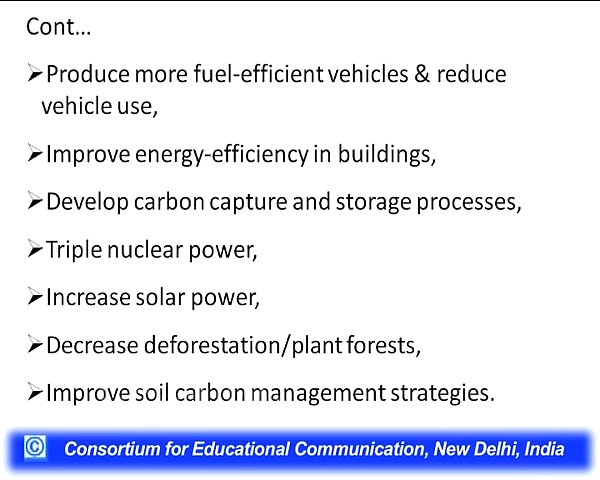 Cont...
➢Produce more fuel-efficient vehicles & reduce
vehicle use,
➢Improve energy-efficiency in buildings,
➢Develop carbon capture and storage processes,
➢Triple nuclear power,
➢Increase solar power,
➢Decrease deforestation/plant forests,
➢Improve soil carbon management strategies.
© Consortium for Educational Communication, New Delhi, India